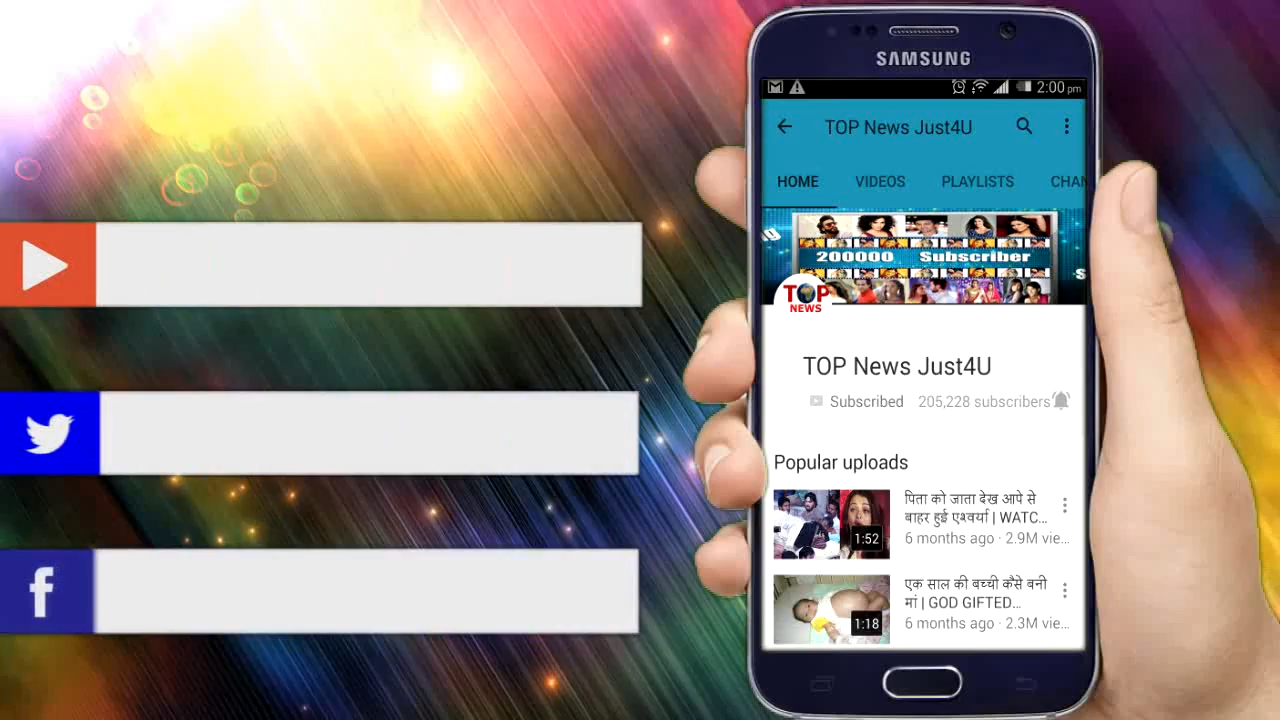 SAMSUNG
2:00 pm
TOP News Just4U
HOME VIDEOS PLAYLISTS CHAN
200000 Subscriber
TOP
NEWS
TOP News Just4U
Subscribed 205,228 subscribers
Popular uploads
पिता को जाता देख आपे से
बाहर हुई एश्वर्या | WATC...
6 months ago · 2.9M vie...
1:52
एक साल की बच्ची कैसे बनी
मां | GOD GIFTED...
6 months ago · 2.3M vie...
1:18